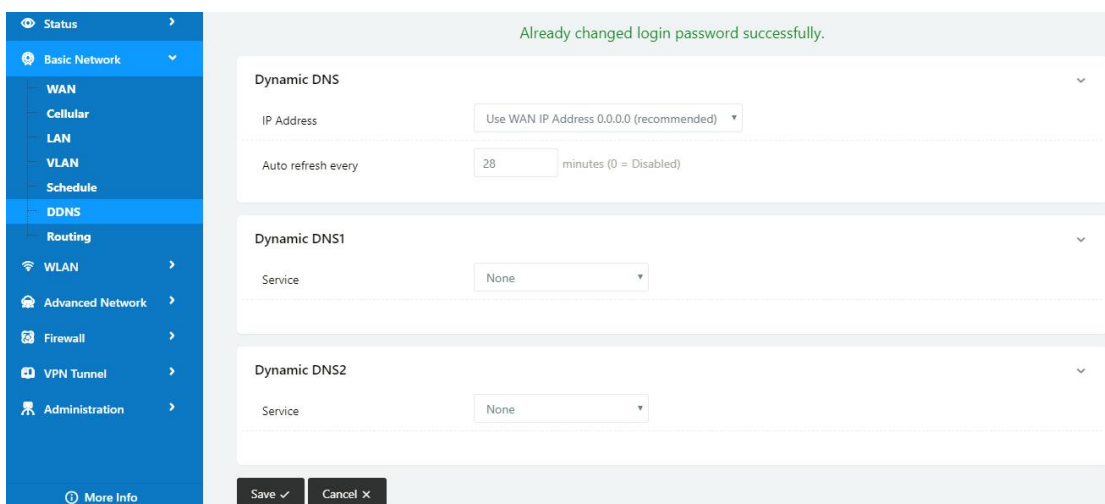 Status
Basic Network
WAN
Cellular
LAN
VLAN
Schedule
DDNS
Routing
WLAN
Advanced Network
Firewall
VPN Tunnel
Administration
More Info
Already changed login password successfully.
Dynamic DNS
IP Address Use WAN IP Address 0.0.0.0 (recommended)
Auto refresh every 28 minutes (0 = Disabled)
Dynamic DNS1
Service None
Dynamic DNS2
Service None
Save Cancel